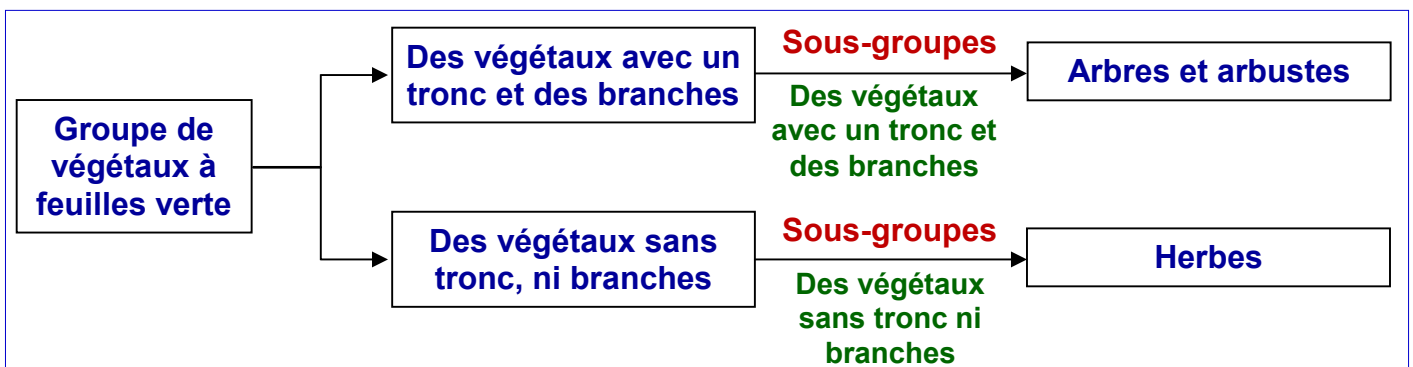 Groupe de
végétaux à
feuilles verte
Des végétaux avec un
tronc et des branches
Sous-groupes
Des végétaux
avec un tronc et
des branches
Arbres et arbustes
Des végétaux sans
tronc, ni branches
Sous-groupes
Des végétaux
sans tronc ni
branches
Herbes